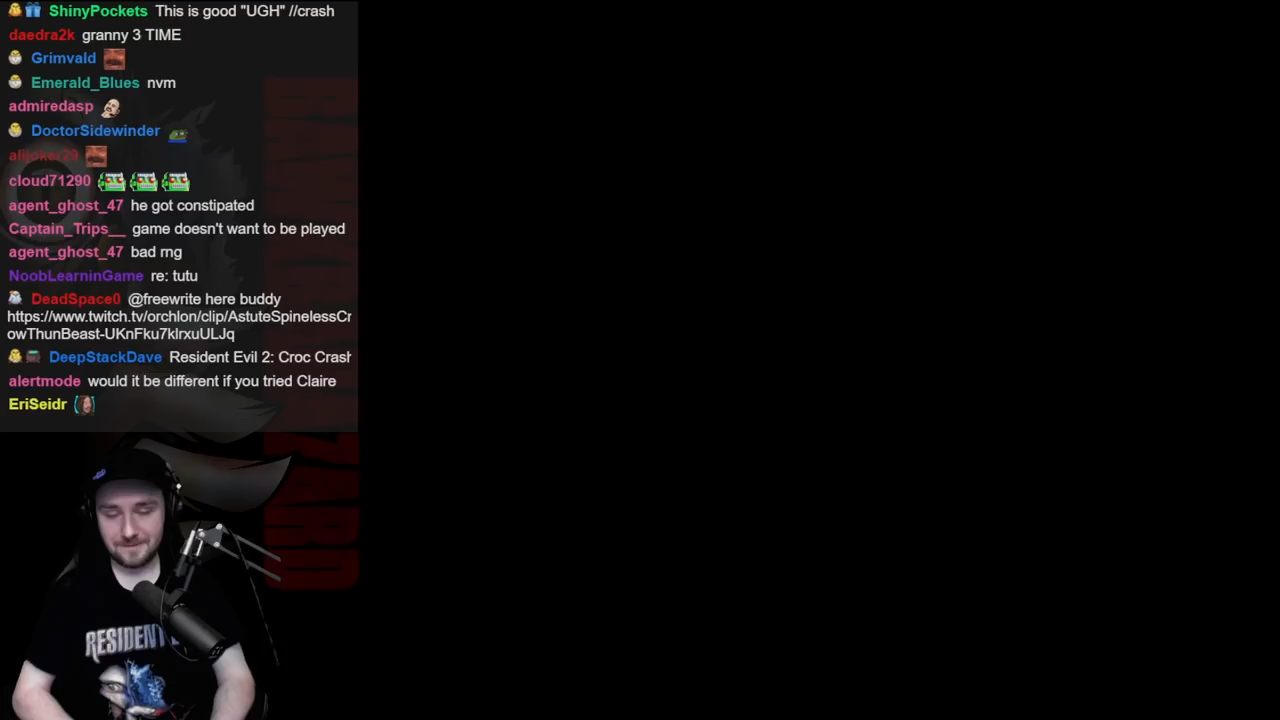 ShinyPockets This is good "UGH" //crash
daedra2k granny 3 TIME
Grimvald
Emerald_Blues nvm
admiredasp
DoctorSidewinder
alijoker29
cloud71290
agent_ghost_47 he got constipated
Captain_Trips__ game doesn't want to be played
agent_ghost_47 bad rng
NoobLearninGame re: tutu
DeadSpace0 @freewrite here buddy
https://www.twitch.tv/orchlon/clip/AstuteSpinelessCr
owThunBeast-UKnFku7klrxuULJq
DeepStackDave Resident Evil 2: Croc Crash
alertmode would it be different if you tried Claire
EriSeidr
RESIDENT